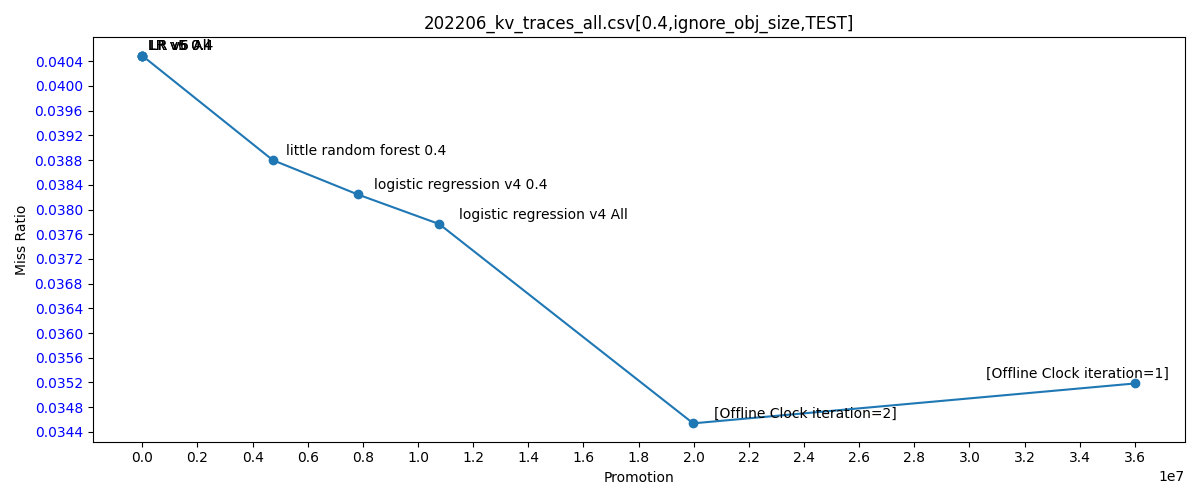 202206_kv_traces_all.csv[0.4,ignore_obj_size,TEST]
0.0404
0.0400
0.0396
0.0392
0.0388
0.0384
0.0380
0.0376
0.0372
0.0368
0.0364
0.0360
0.0356
0.0352
0.0348
0.0344
Miss Ratio
little random forest 0.4
logistic regression v4 0.4
logistic regression v4 All
[Offline Clock iteration=1]
[Offline Clock iteration=2]
0.0 0.2 0.4 0.6 0.8 1.0 1.2 1.4 1.6 1.8 2.0 2.2 2.4 2.6 2.8 3.0 3.2 3.4 3.6
1e7
Promotion